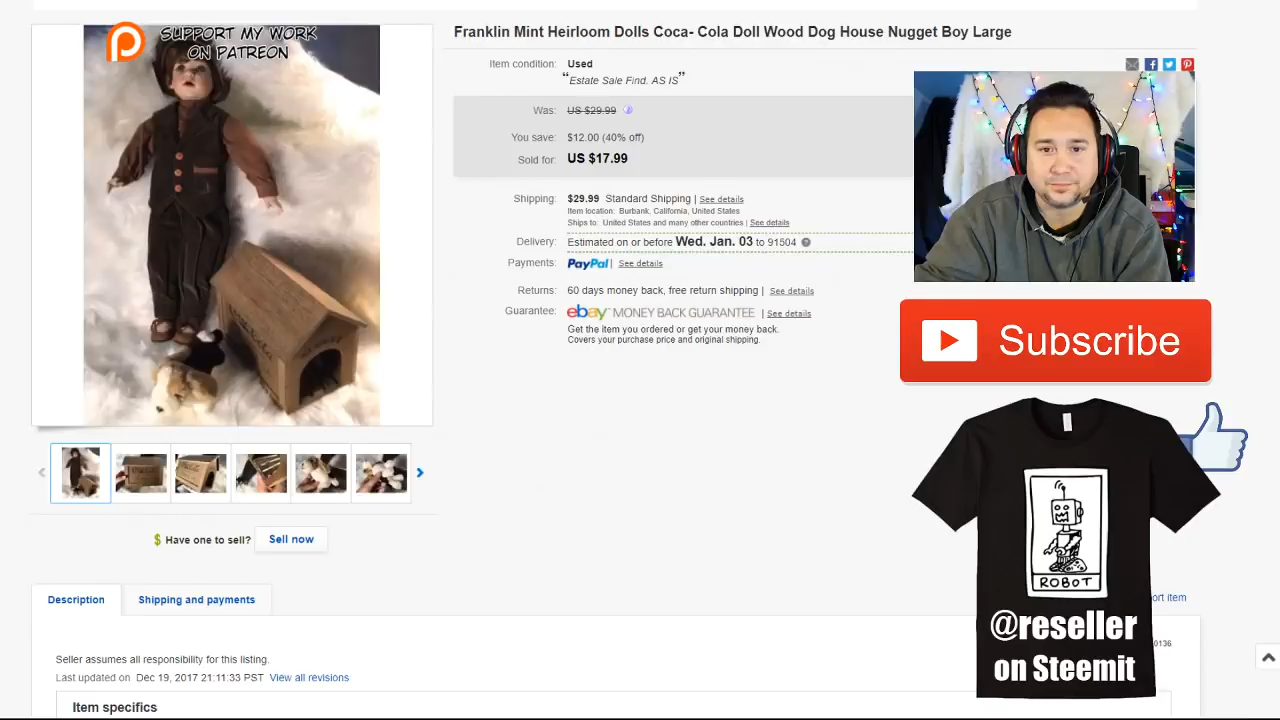 SUPPORT MY WORK
ON PATREON
Franklin Mint Heirloom Dolls Coca- Cola Doll Wood Dog House Nugget Boy Large
Item condition: Used
“Estate Sale Find. AS IS”
Was: US $29.99
You save: $12.00 (40% off)
Sold for: US $17.99
Shipping: $29.99 Standard Shipping | See details
Item location: Burbank, California, United States
Ships to: United States and many other countries | See details
Delivery: Estimated on or before Wed. Jan. 03 to 91504
Payments: PayPal | See details
Returns: 60 days money back, free return shipping | See details
Guarantee: ebay MONEY BACK GUARANTEE | See details
Get the item you ordered or get your money back.
Covers your purchase price and original shipping.
Subscribe
$ Have one to sell? Sell now
ROBOT
@reseller
on Steemit
Description
Shipping and payments
ort item
0136
Seller assumes all responsibility for this listing.
Last updated on Dec 19, 2017 21:11:33 PST View all revisions
Item specifics